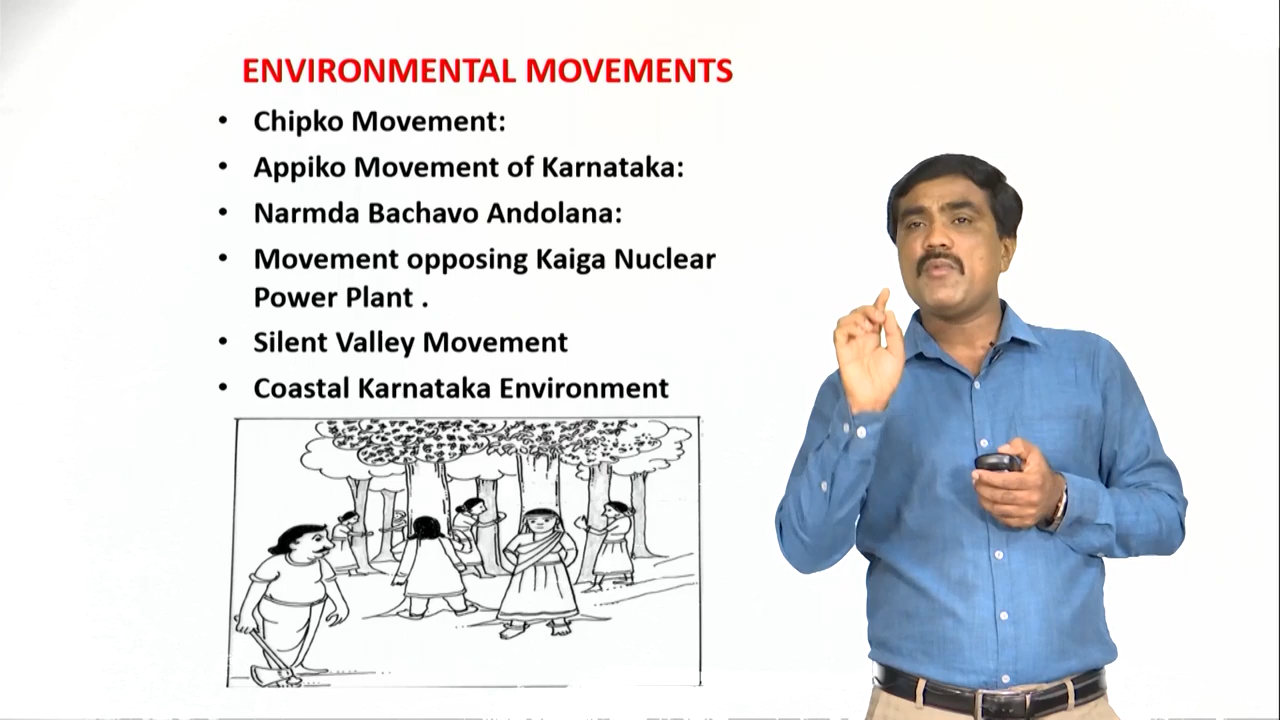 ENVIRONMENTAL MOVEMENTS
• Chipko Movement:
• Appiko Movement of Karnataka:
• Narmda Bachavo Andolana:
• Movement opposing Kaiga Nuclear
Power Plant .
• Silent Valley Movement
• Coastal Karnataka Environment